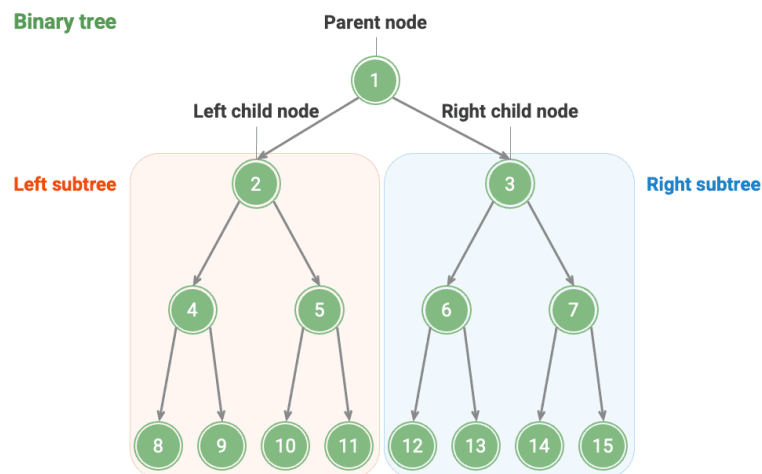 Binary tree
Parent node
1
Left child node
Right child node
Left subtree
2
3
Right subtree
4
5
6
7
8
9
10
11
12
13
14
15